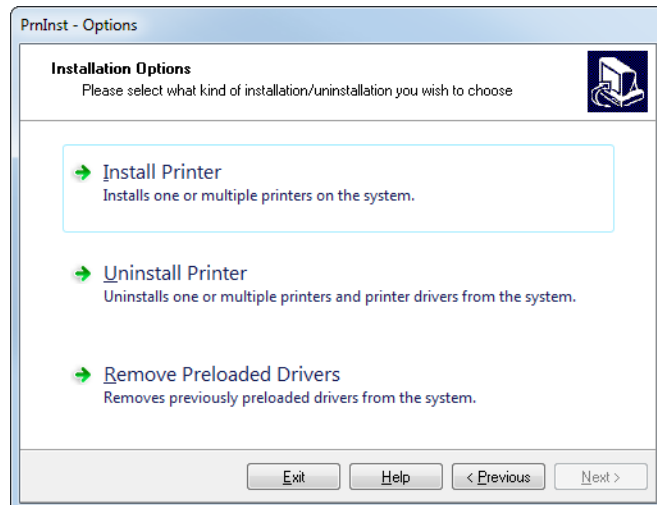 PrnInst - Options
Installation Options
Please select what kind of installation/uninstallation you wish to choose
Install Printer
Installs one or multiple printers on the system.
Uninstall Printer
Uninstalls one or multiple printers and printer drivers from the system.
Remove Preloaded Drivers
Removes previously preloaded drivers from the system.
Exit Help < Previous Next >